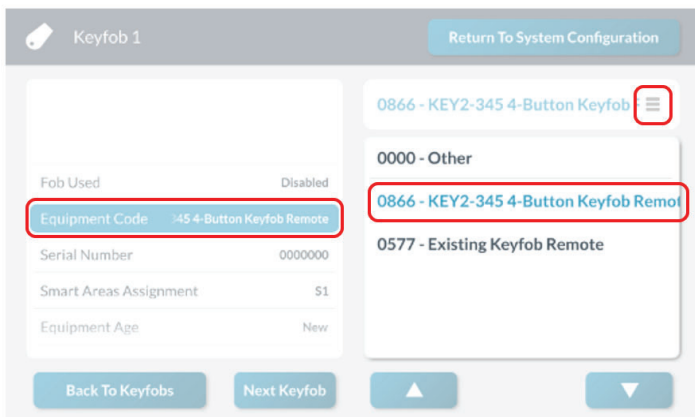 Keyfob 1
Return To System Configuration
0866 - KEY2-345 4-Button Keyfob
0000 - Other
Fob Used Disabled
0866 - KEY2-345 4-Button Keyfob Remot
Equipment Code 345 4-Button Keyfob Remote
0577 - Existing Keyfob Remote
Serial Number 0000000
Smart Areas Assignment S1
Equipment Age New
Back To Keyfobs
Next Keyfob